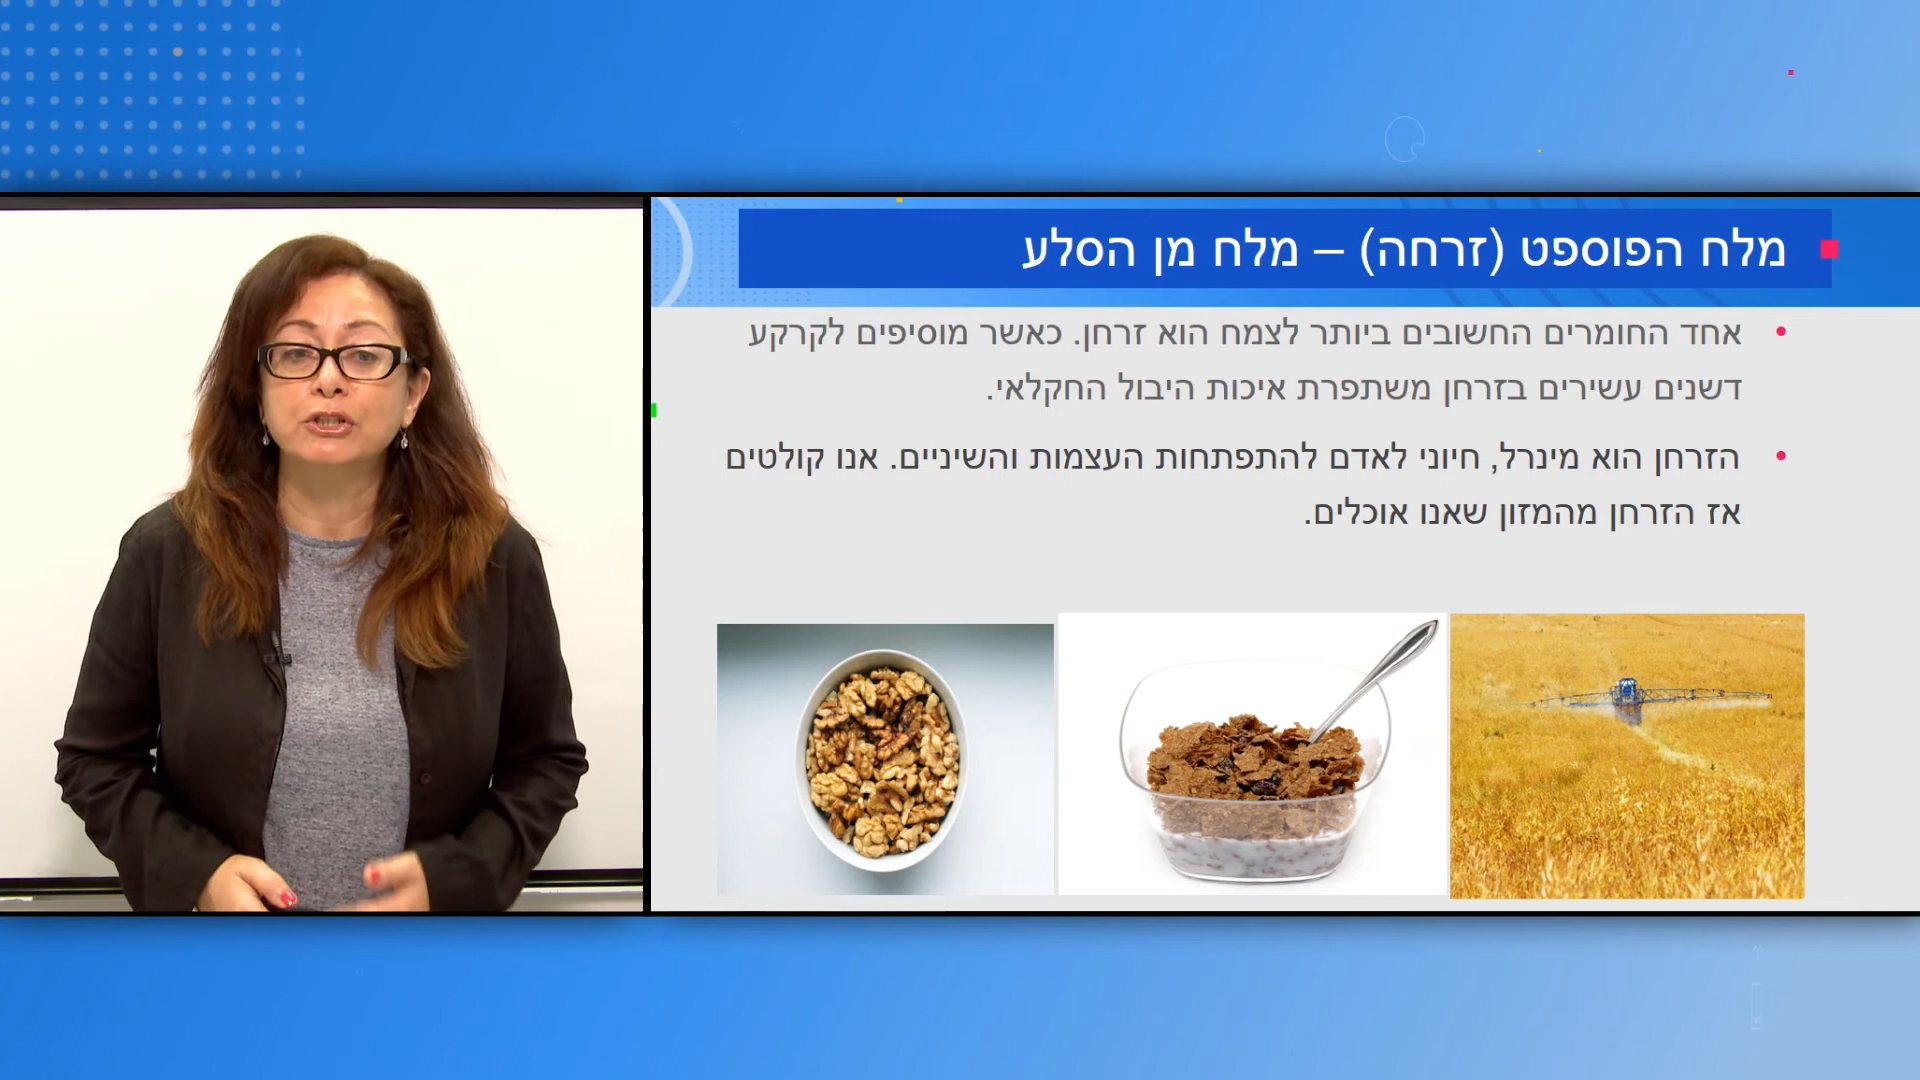 מלח הפוספט (זרחה) – מלח מן הסלע
• אחד החומרים החשובים ביותר לצמח הוא זרחן. כאשר מוסיפים לקרקע
דשנים עשירים בזרחן משתפרת איכות היבול החקלאי.
• הזרחן הוא מינרל, חיוני לאדם להתפתחות העצמות והשיניים. אנו קולטים
אז הזרחן מהמזון שאנו אוכלים.